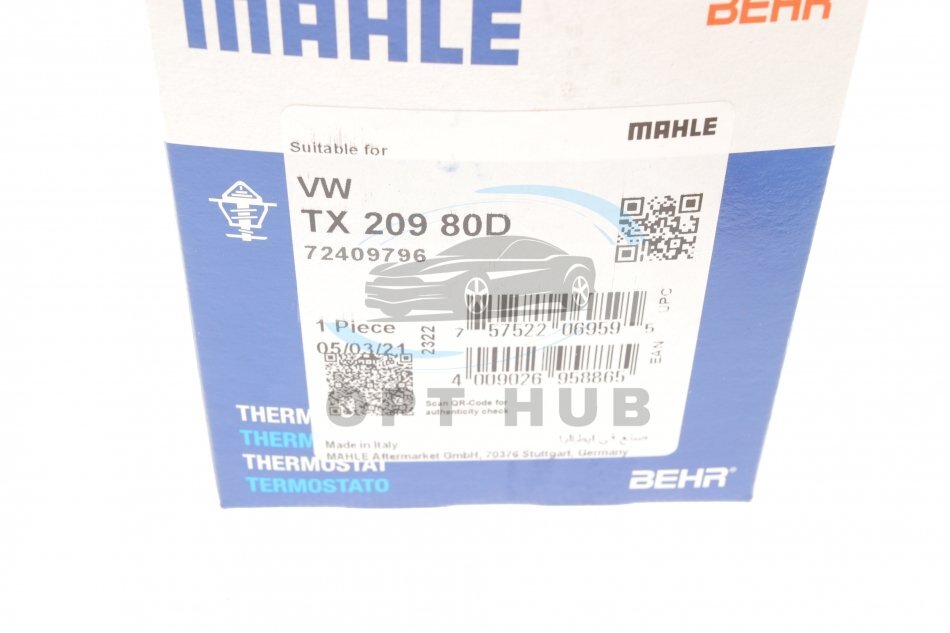 MAHLE
BEHR
MAHLE
Suitable for
VW
TX 209 80D
72409796
1 Piece
05/03/21
2322
7 57522 06959 5
UPC
4 009026 958865
EAN
OPT HUB
Scan QR-Code for
authenticity check
Made in Italy
صنع في ايطاليا
MAHLE Aftermarket GmbH, 70376 Stuttgart, Germany
THERM
THERM
THERMOSTAT
TERMOSTATO
BEHR®